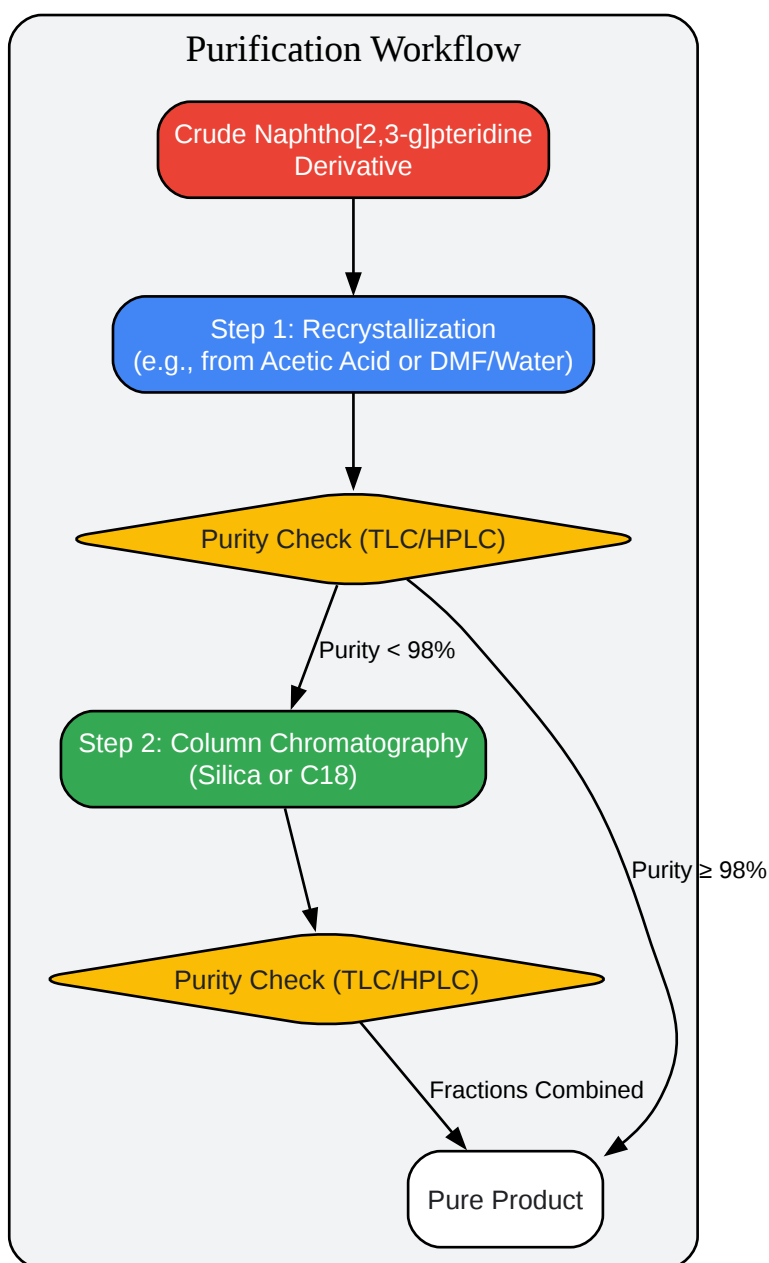 Purification Workflow
Crude Naphtho[2,3-g]pteridine
Derivative
Step 1: Recrystallization
(e.g., from Acetic Acid or DMF/Water)
Purity Check (TLC/HPLC)
Purity < 98%
Step 2: Column Chromatography
(Silica or C18)
Purity ≥ 98%
Purity Check (TLC/HPLC)
Fractions Combined
Pure Product